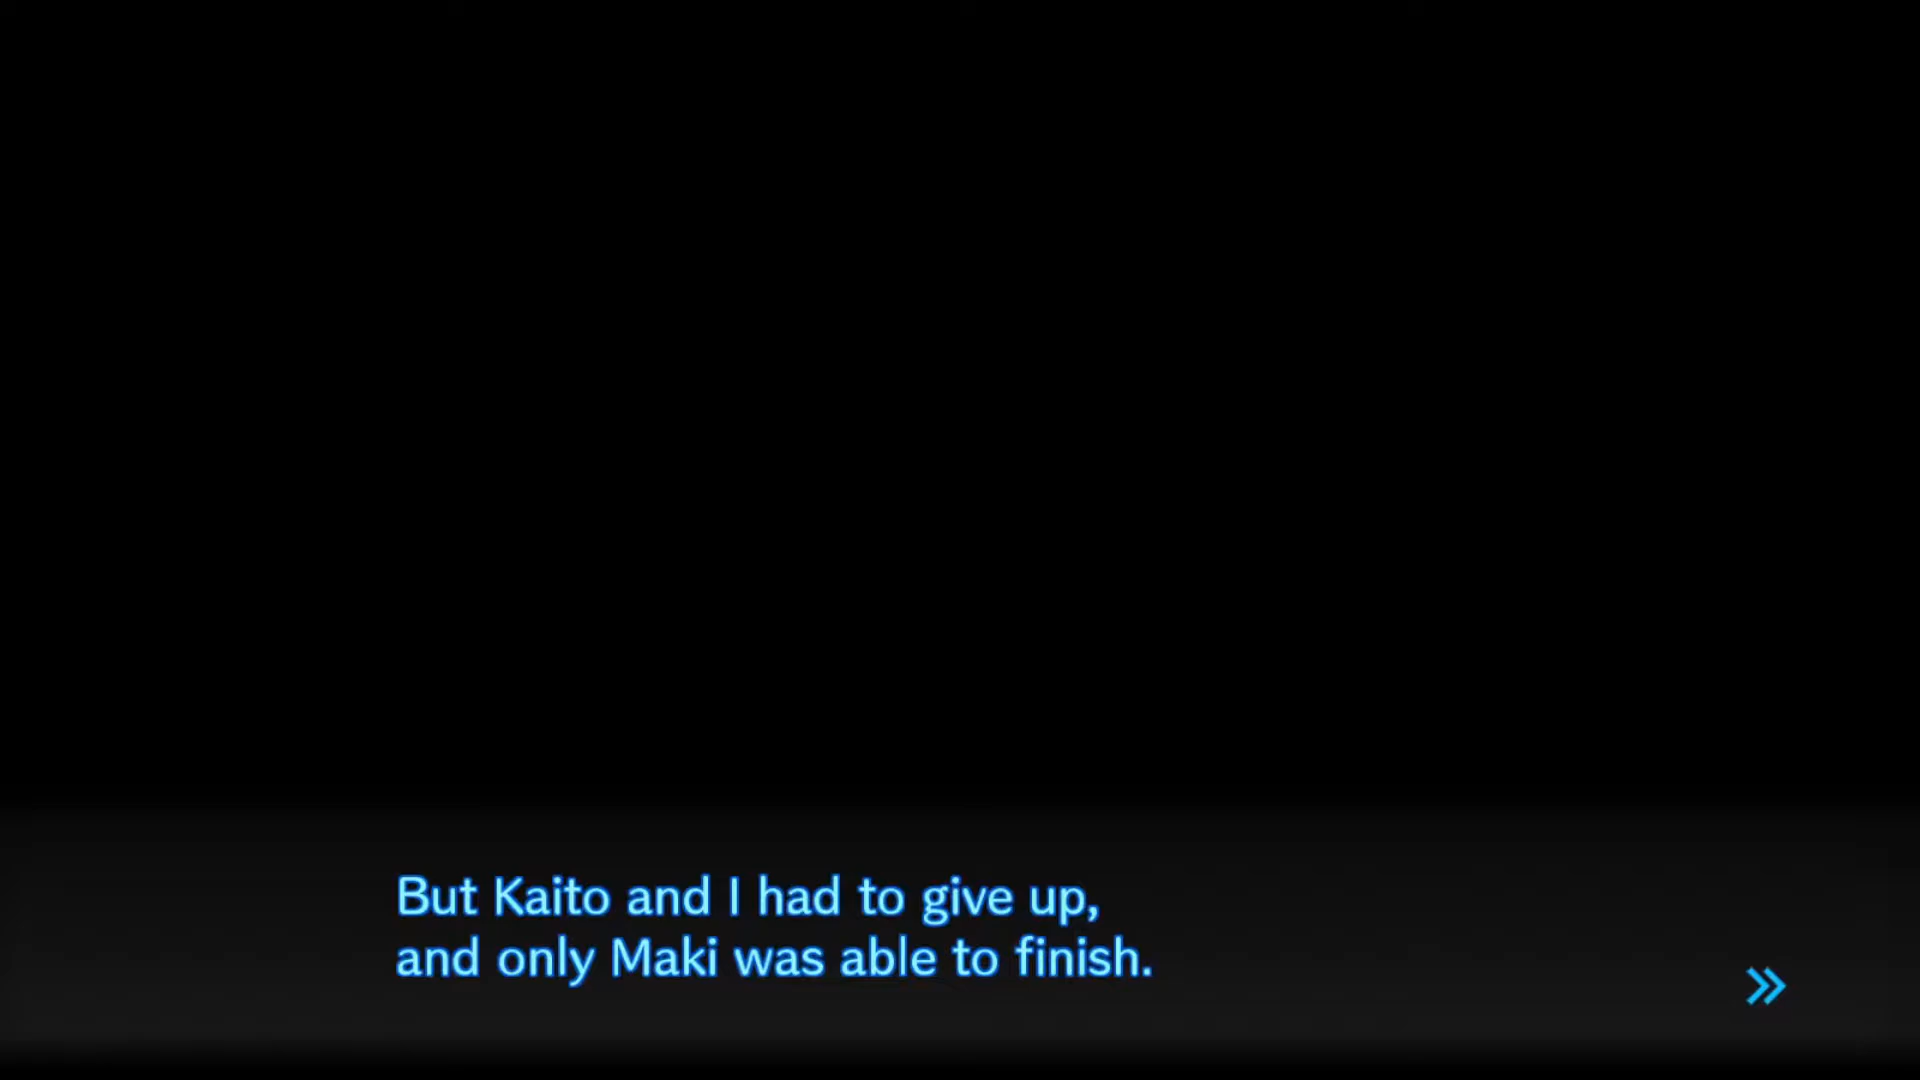 But Kaito and I had to give up,
and only Maki was able to finish.